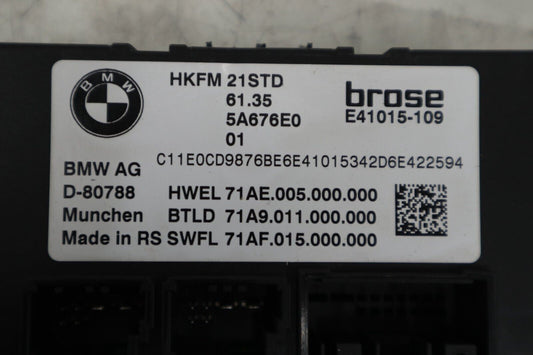 BMW
HKFM 21STD
61.35
5A676E0
01
brose
E41015-109
C11E0CD9876BE6E41015342D6E422594
BMW AG
D-80788 HWEL 71AE.005.000.000
Munchen BTLD 71A9.011.000.000
Made in RS SWFL 71AF.015.000.000